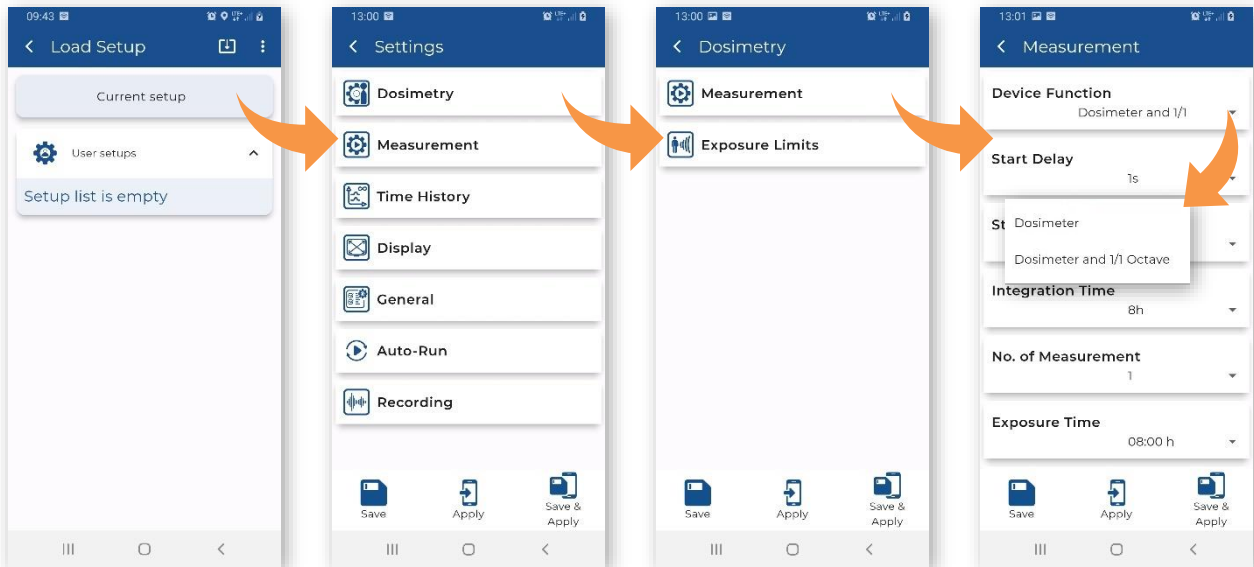 09:43
Load Setup
Current setup
User setups
Setup list is empty
13:00
Settings
Dosimetry
Measurement
Time History
Display
General
Auto-Run
Recording
Save
Apply
Save &
Apply
13:00
Dosimetry
Measurement
Exposure Limits
Save
Apply
Save &
Apply
13:01
Measurement
Device Function
Dosimeter and 1/1
Start Delay
1s
St
Dosimeter
Dosimeter and 1/1 Octave
Integration Time
8h
No. of Measurement
1
Exposure Time
08:00 h
Save
Apply
Save &
Apply